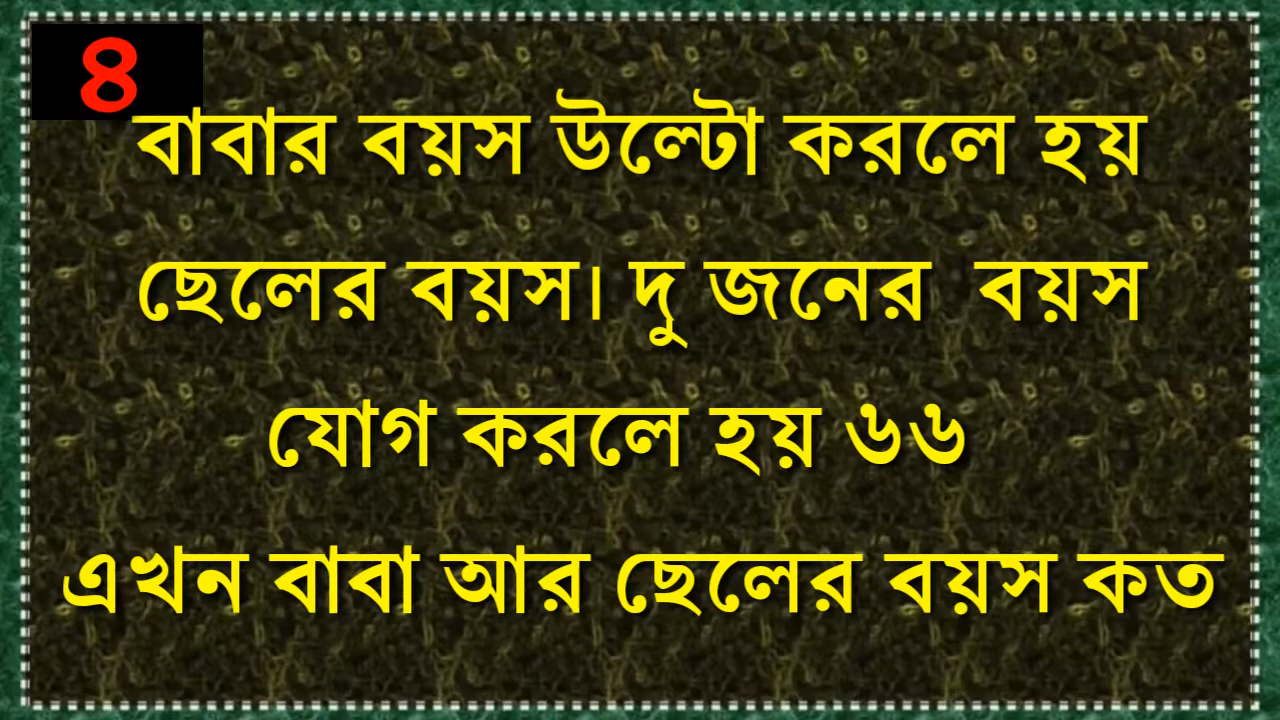 ৪
বাবার বয়স উল্টো করলে হয়
ছেলের বয়স। দু জনের বয়স
যোগ করলে হয় ৬৬
এখন বাবা আর ছেলের বয়স কত